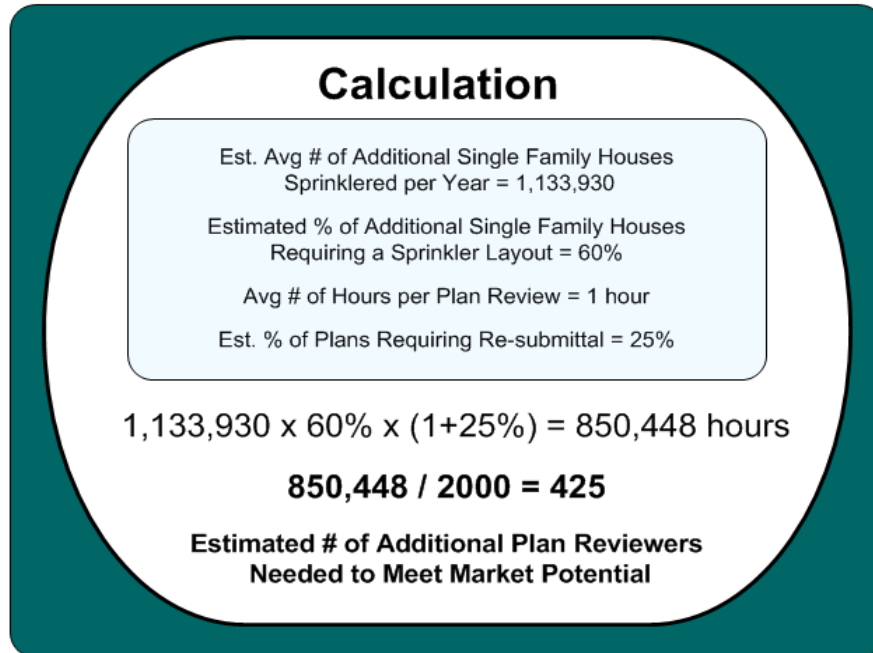 Calculation
Est. Avg # of Additional Single Family Houses
Sprinklered per Year = 1,133,930
Estimated % of Additional Single Family Houses
Requiring a Sprinkler Layout = 60%
Avg # of Hours per Plan Review = 1 hour
Est. % of Plans Requiring Re-submittal = 25%
1,133,930 x 60% x (1+25%) = 850,448 hours
850,448 / 2000 = 425
Estimated # of Additional Plan Reviewers
Needed to Meet Market Potential